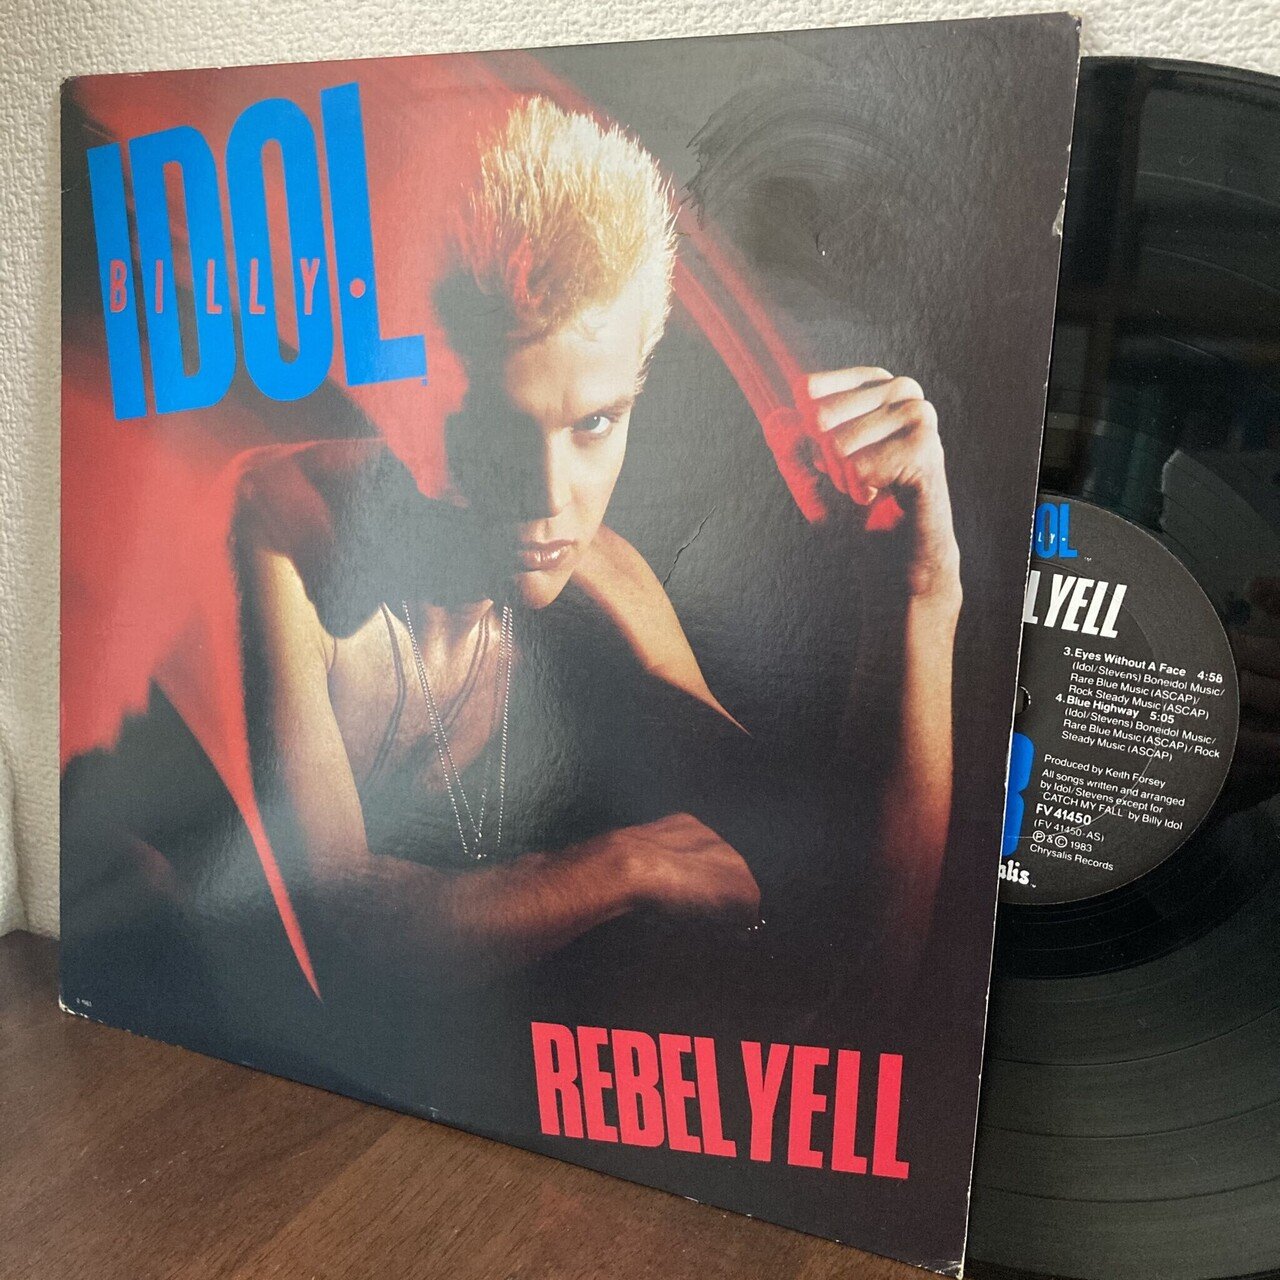 IDOL
BILLY•
REBEL YELL
IDOL
LY•
L YELL
3. Eyes Without A Face 4:58
(Idol/Stevens) Boneidol Music/
Rare Blue Music (ASCAP)/
Rock Steady Music (ASCAP)
4. Blue Highway 5:05
(Idol/Stevens) Boneidol Music/
Rare Blue Music (ASCAP)/Rock
Steady Music (ASCAP)
Produced by Keith Forsey
All songs written and arranged
by Idol/Stevens except for
CATCH MY FALL by Billy Idol
FV 41450
(FV 41450-AS)
℗ & © 1983
Chrysalis Records
alis™